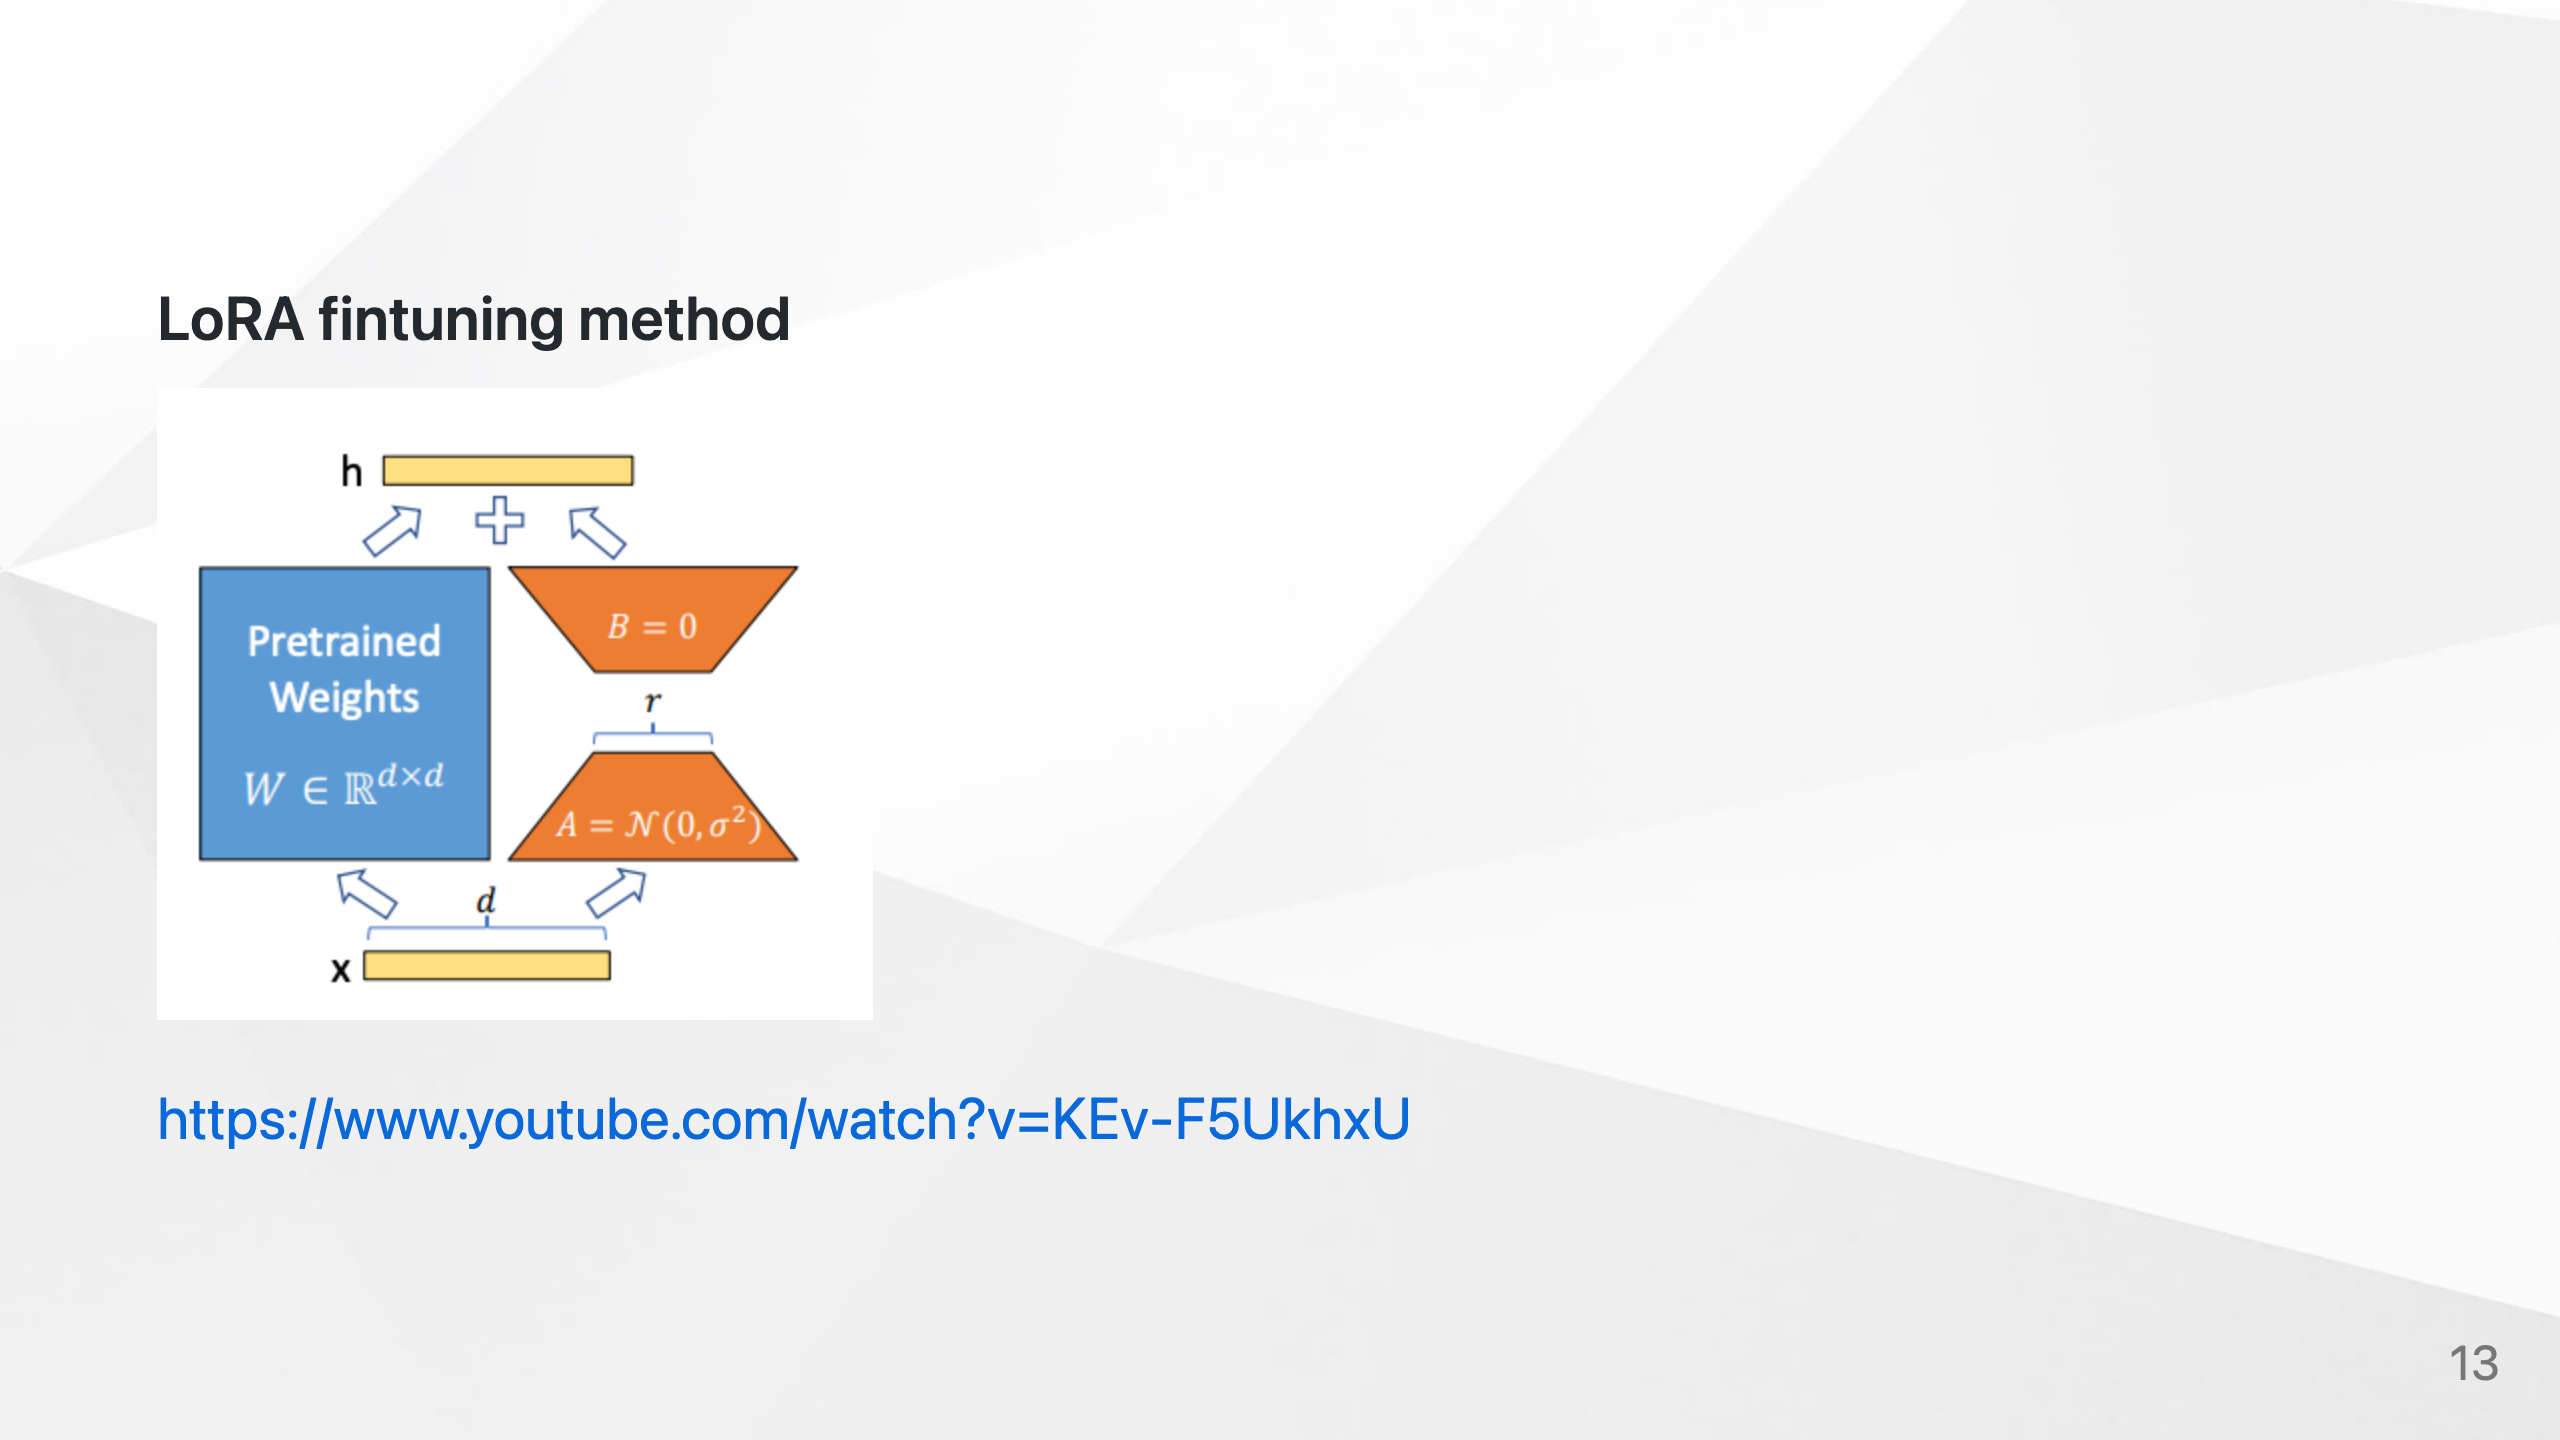 LoRA fintuning method
h
B = 0
Pretrained
Weights
r
W ∈ ℝ^{d×d}
A = 𝒩(0, σ²)
d
x
https://www.youtube.com/watch?v=KEv-F5UkhxU
13